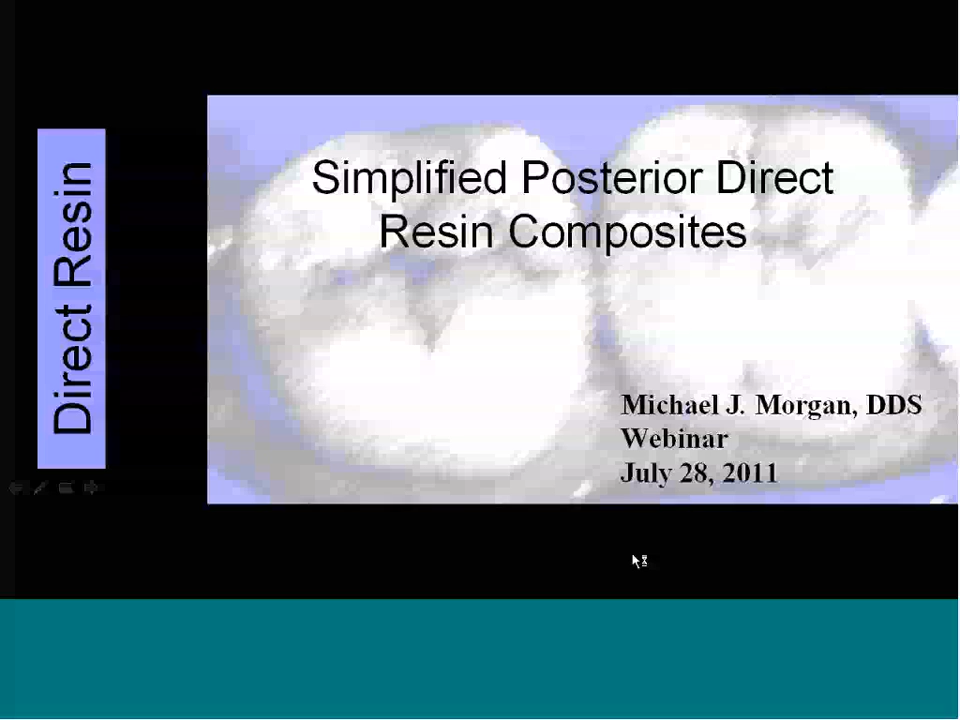 Direct Resin
Simplified Posterior Direct
Resin Composites
Michael J. Morgan, DDS
Webinar
July 28, 2011